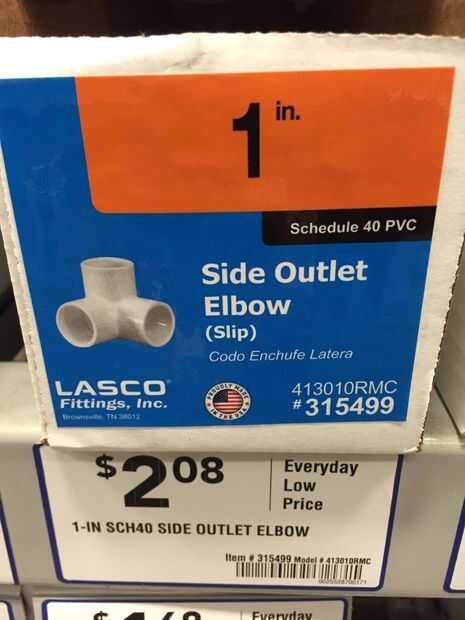 1 in.
Schedule 40 PVC
Side Outlet
Elbow
(Slip)
Codo Enchufe Latera
LASCO®
Fittings, Inc.
Brownsville, TN 38012
PROUDLY MADE
IN THE USA
413010RMC
#315499
$2.08
Everyday
Low
Price
1-IN SCH40 SIDE OUTLET ELBOW
Item # 315499 Model # 413010RMC
Everyday